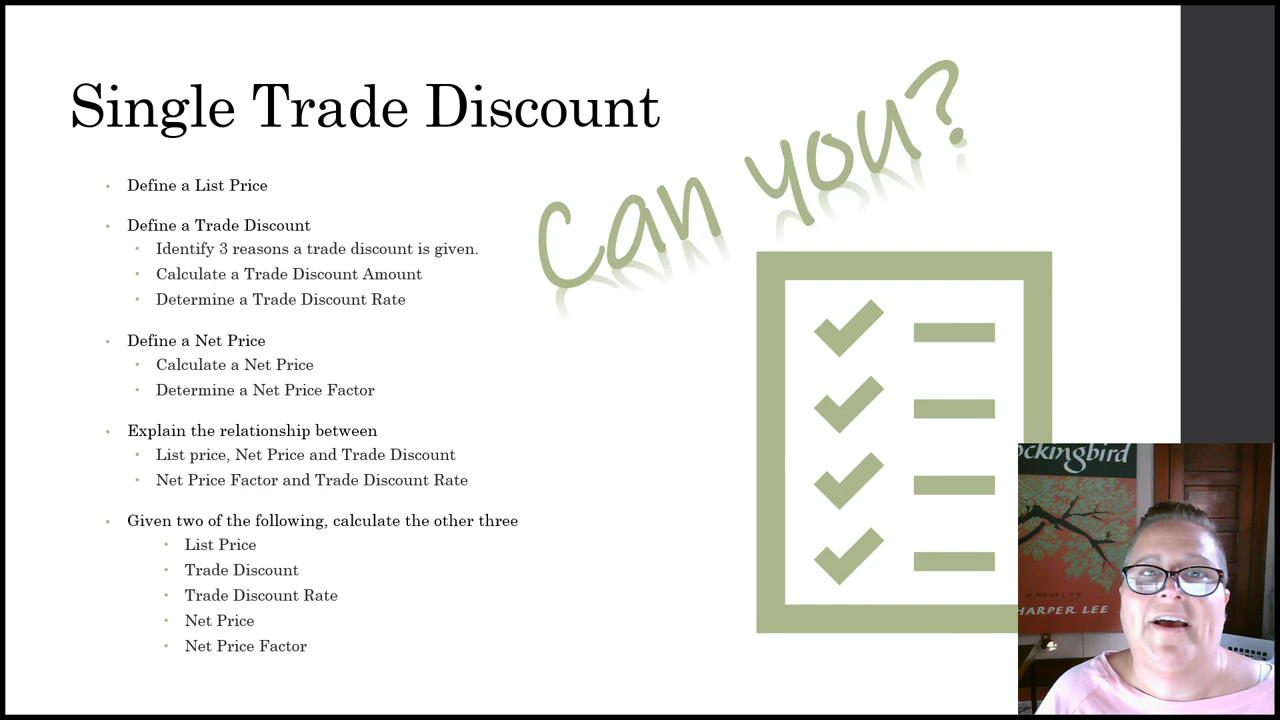 Single Trade Discount
Can you?
Define a List Price
Define a Trade Discount
Identify 3 reasons a trade discount is given.
Calculate a Trade Discount Amount
Determine a Trade Discount Rate
Define a Net Price
Calculate a Net Price
Determine a Net Price Factor
Explain the relationship between
List price, Net Price and Trade Discount
Net Price Factor and Trade Discount Rate
Given two of the following, calculate the other three
List Price
Trade Discount
Trade Discount Rate
Net Price
Net Price Factor
ockingbird
A NOVEL BY
HARPER LEE